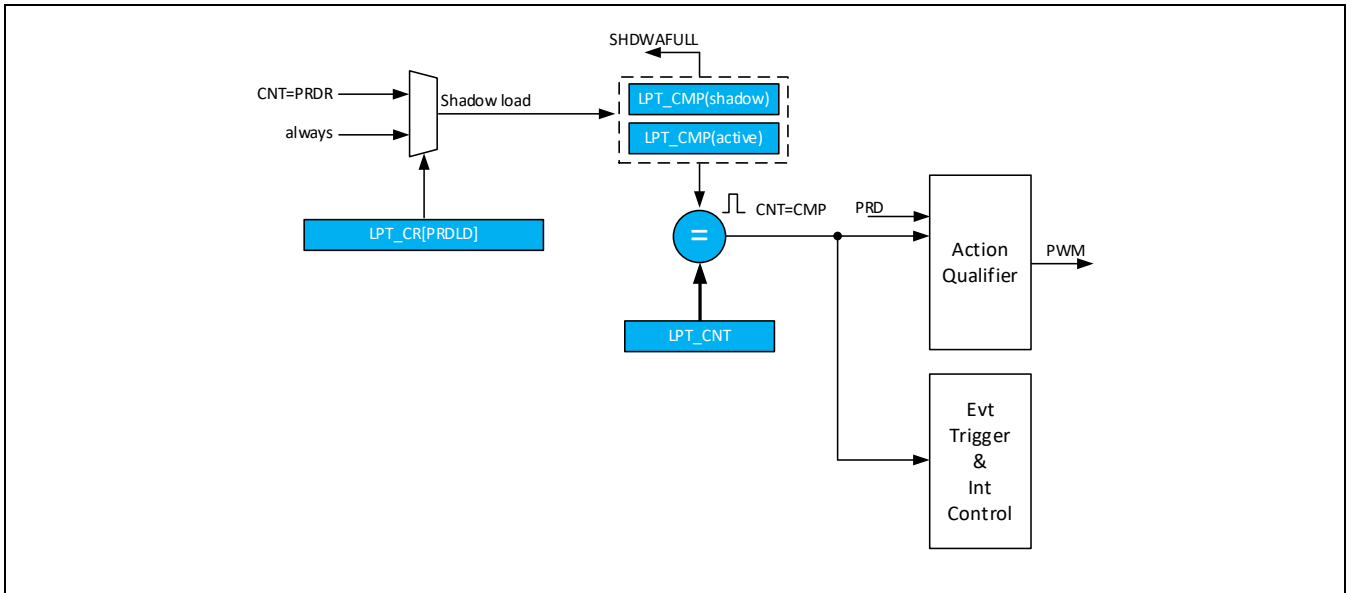 SHDWAFULL
CNT=PRDR
always
Shadow load
LPT_CMP(shadow)
LPT_CMP(active)
LPT_CR[PRDLD]
CNT=CMP
PRD
=
LPT_CNT
Action
Qualifier
PWM
Evt
Trigger
&
Int
Control